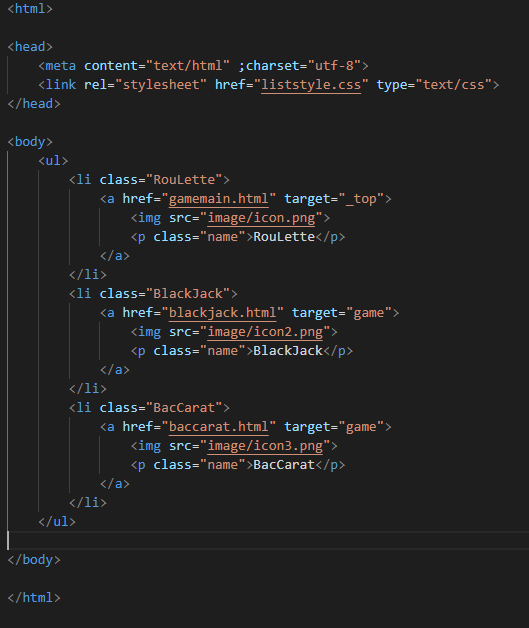 <html>
<head>
<meta content="text/html" ;charset="utf-8">
<link rel="stylesheet" href="liststyle.css" type="text/css">
</head>
<body>
<ul>
<li class="RouLette">
<a href="gamemain.html" target="_top">
<img src="image/icon.png">
<p class="name">RouLette</p>
</a>
</li>
<li class="BlackJack">
<a href="blackjack.html" target="game">
<img src="image/icon2.png">
<p class="name">BlackJack</p>
</a>
</li>
<li class="BacCarat">
<a href="baccarat.html" target="game">
<img src="image/icon3.png">
<p class="name">BacCarat</p>
</a>
</li>
</ul>
</body>
</html>